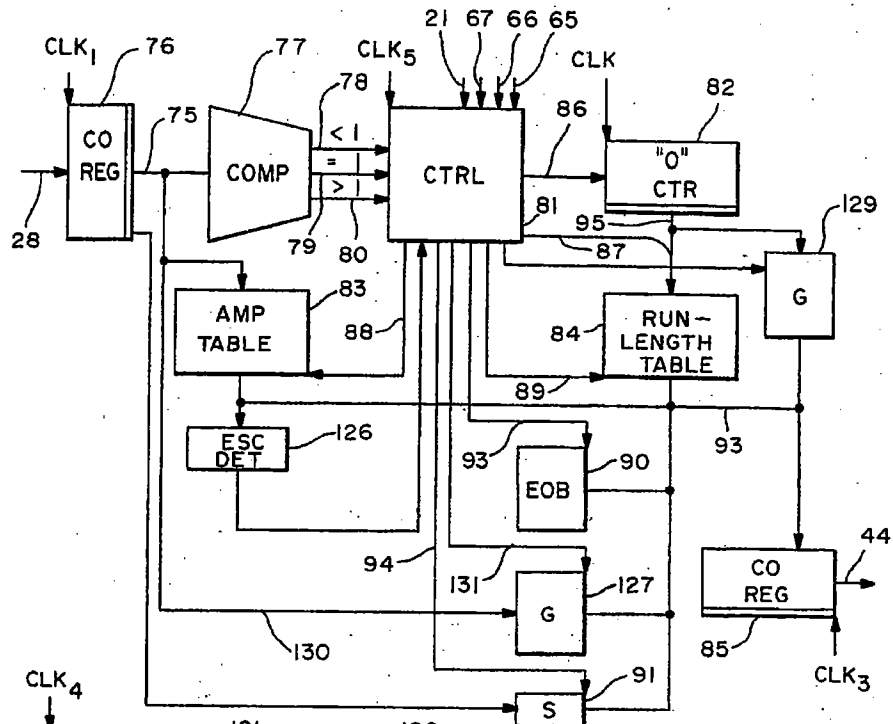 21 67 66 65
CLK₁ 76 77 CLK₅ CLK
75 78 86 82
CO REG
COMP
< 1
= 1
> 1
79
80
CTRL
81
"O" CTR
95
87
129
28
83
AMP TABLE
88
84
RUN-LENGTH TABLE
G
89
93
ESC DET
126
93
90
EOB
94
131
127
G
44
CO REG
85
130
CLK₃
CLK₄
91
S